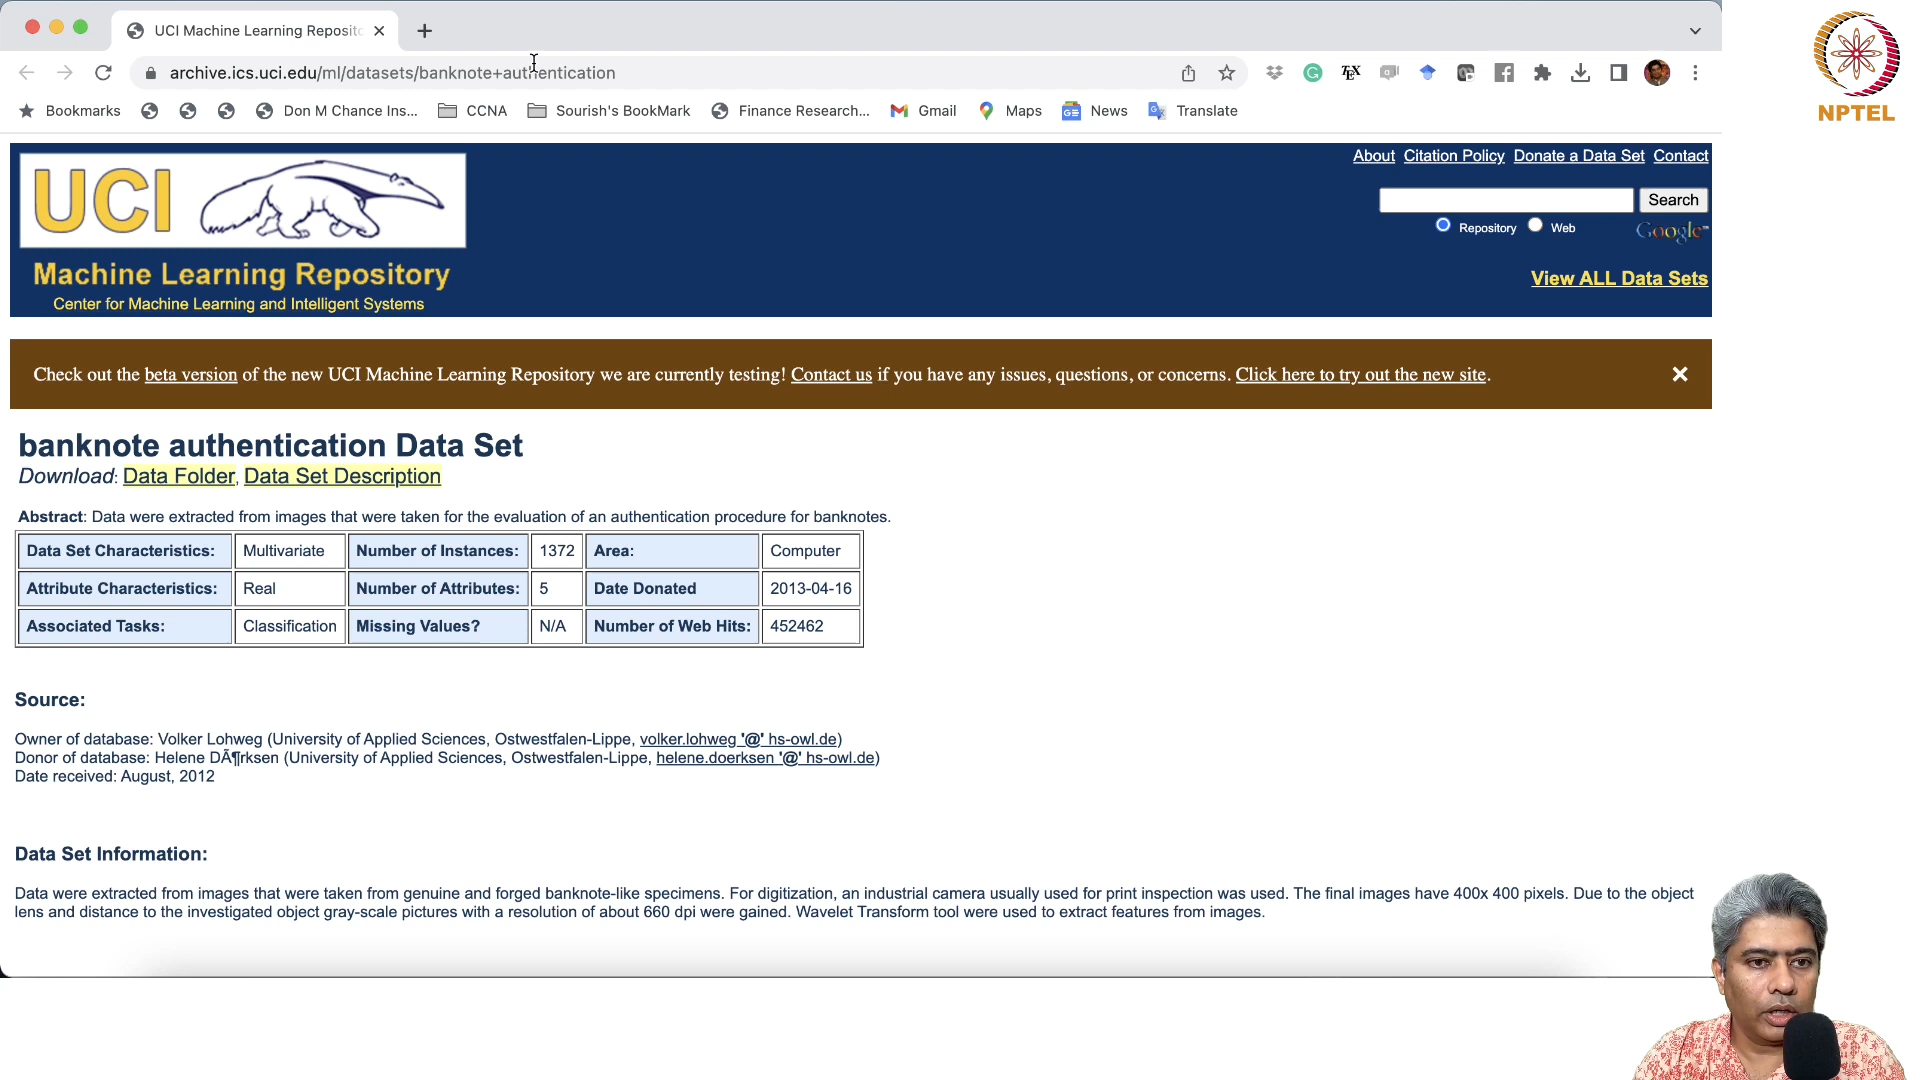 UCI Machine Learning Reposit
archive.ics.uci.edu/ml/datasets/banknote+authentication
Bookmarks Don M Chance Ins... CCNA Sourish's BookMark Finance Research... Gmail Maps News Translate
NPTEL
About Citation Policy Donate a Data Set Contact
UCI
Search
Repository Web Google™
Machine Learning Repository
Center for Machine Learning and Intelligent Systems
View ALL Data Sets
Check out the beta version of the new UCI Machine Learning Repository we are currently testing! Contact us if you have any issues, questions, or concerns. Click here to try out the new site.
banknote authentication Data Set
Download: Data Folder, Data Set Description
Abstract: Data were extracted from images that were taken for the evaluation of an authentication procedure for banknotes.
Data Set Characteristics: Multivariate Number of Instances: 1372 Area: Computer
Attribute Characteristics: Real Number of Attributes: 5 Date Donated 2013-04-16
Associated Tasks: Classification Missing Values? N/A Number of Web Hits: 452462
Source:
Owner of database: Volker Lohweg (University of Applied Sciences, Ostwestfalen-Lippe, volker.lohweg '@' hs-owl.de)
Donor of database: Helene DÃ¶rksen (University of Applied Sciences, Ostwestfalen-Lippe, helene.doerksen '@' hs-owl.de)
Date received: August, 2012
Data Set Information:
Data were extracted from images that were taken from genuine and forged banknote-like specimens. For digitization, an industrial camera usually used for print inspection was used. The final images have 400x 400 pixels. Due to the object
lens and distance to the investigated object gray-scale pictures with a resolution of about 660 dpi were gained. Wavelet Transform tool were used to extract features from images.